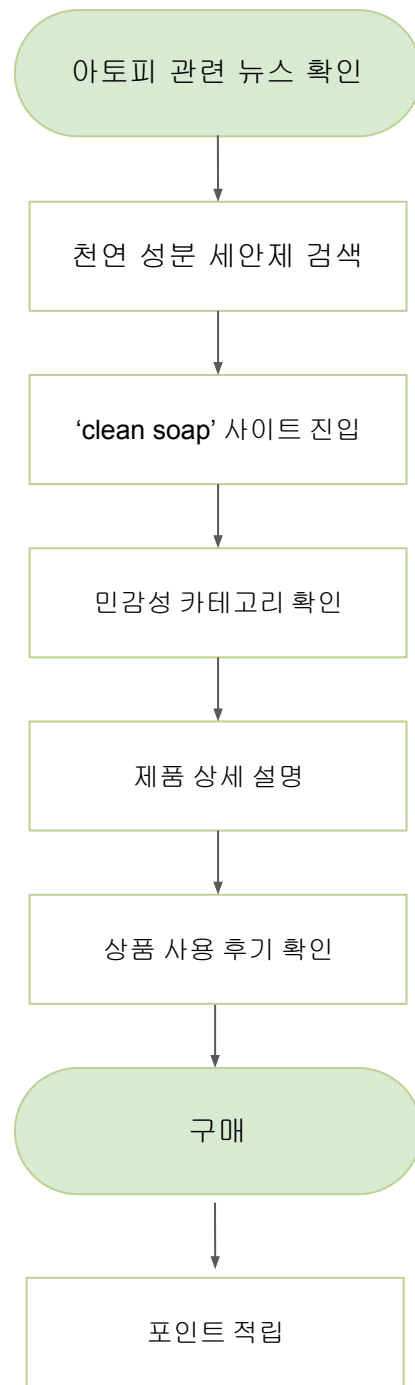 아토피 관련 뉴스 확인
천연 성분 세안제 검색
‘clean soap’ 사이트 진입
민감성 카테고리 확인
제품 상세 설명
상품 사용 후기 확인
구매
포인트 적립